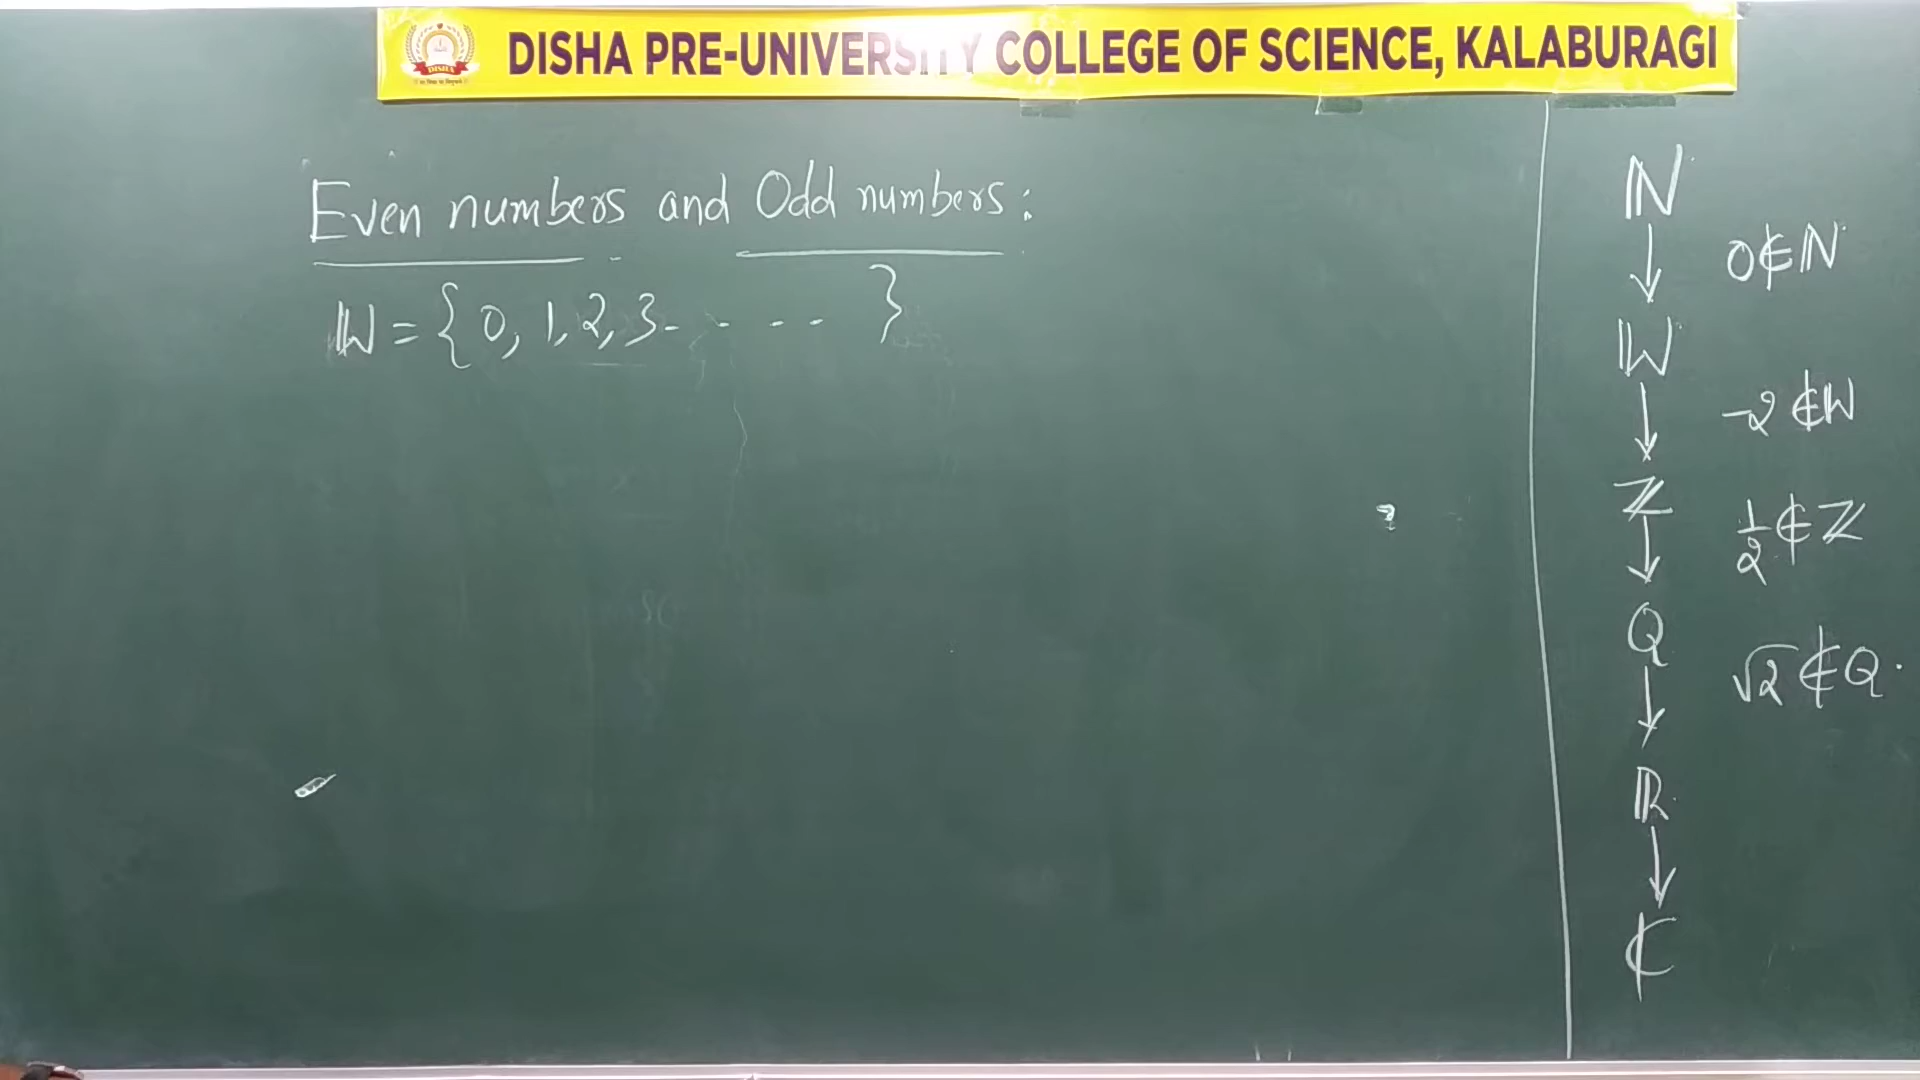 DISHA PRE-UNIVERSITY COLLEGE OF SCIENCE, KALABURAGI
DISHA
Even numbers and Odd numbers:
𝕎 = { 0, 1, 2, 3 - - - - - }
ℕ
↓
0 ∉ ℕ
𝕎
↓
-2 ∉ 𝕎
ℤ
↓
1/2 ∉ ℤ
Q
↓
√2 ∉ Q.
ℝ
↓
ℂ